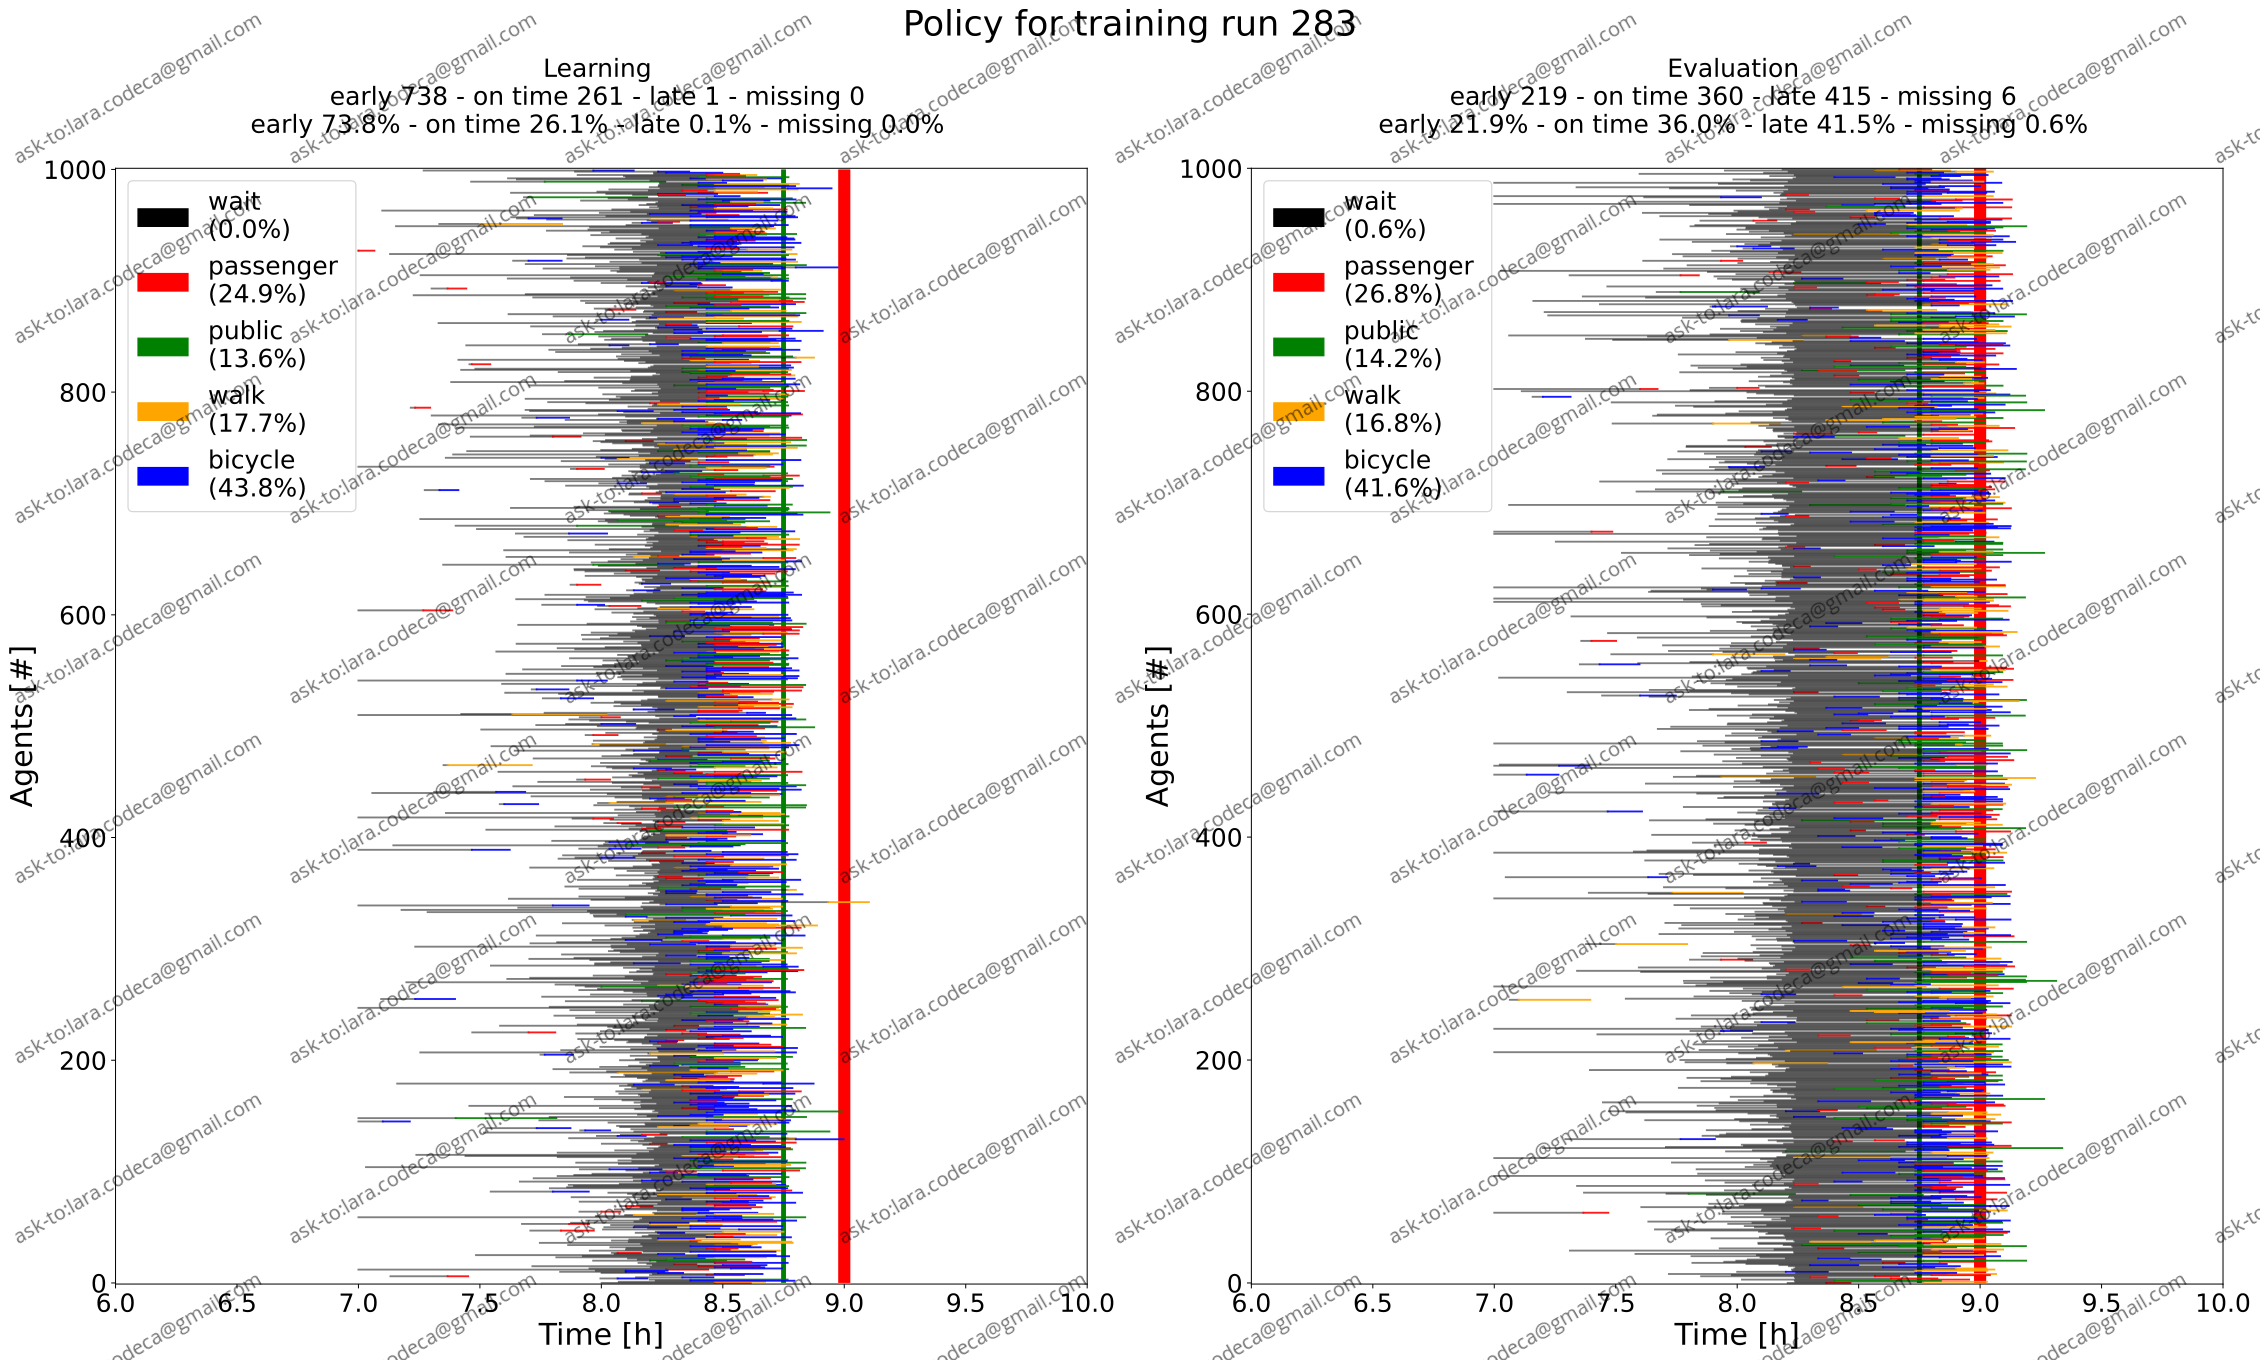 Policy for training run 283
Learning
early 738 - on time 261 - late 1 - missing 0
early 73.8% - on time 26.1% - late 0.1% - missing 0.0%
Evaluation
early 219 - on time 360 - late 415 - missing 6
early 21.9% - on time 36.0% - late 41.5% - missing 0.6%
wait
(0.0%)
passenger
(24.9%)
public
(13.6%)
walk
(17.7%)
bicycle
(43.8%)
1000
800
600
400
200
0
Agents [#]
6.0 6.5 7.0 7.5 8.0 8.5 9.0 9.5 10.0
Time [h]
wait
(0.6%)
passenger
(26.8%)
public
(14.2%)
walk
(16.8%)
bicycle
(41.6%)
1000
800
600
400
200
0
Agents [#]
6.0 6.5 7.0 7.5 8.0 8.5 9.0 9.5 10.0
Time [h]
ask-to:lara.codeca@gmail.com